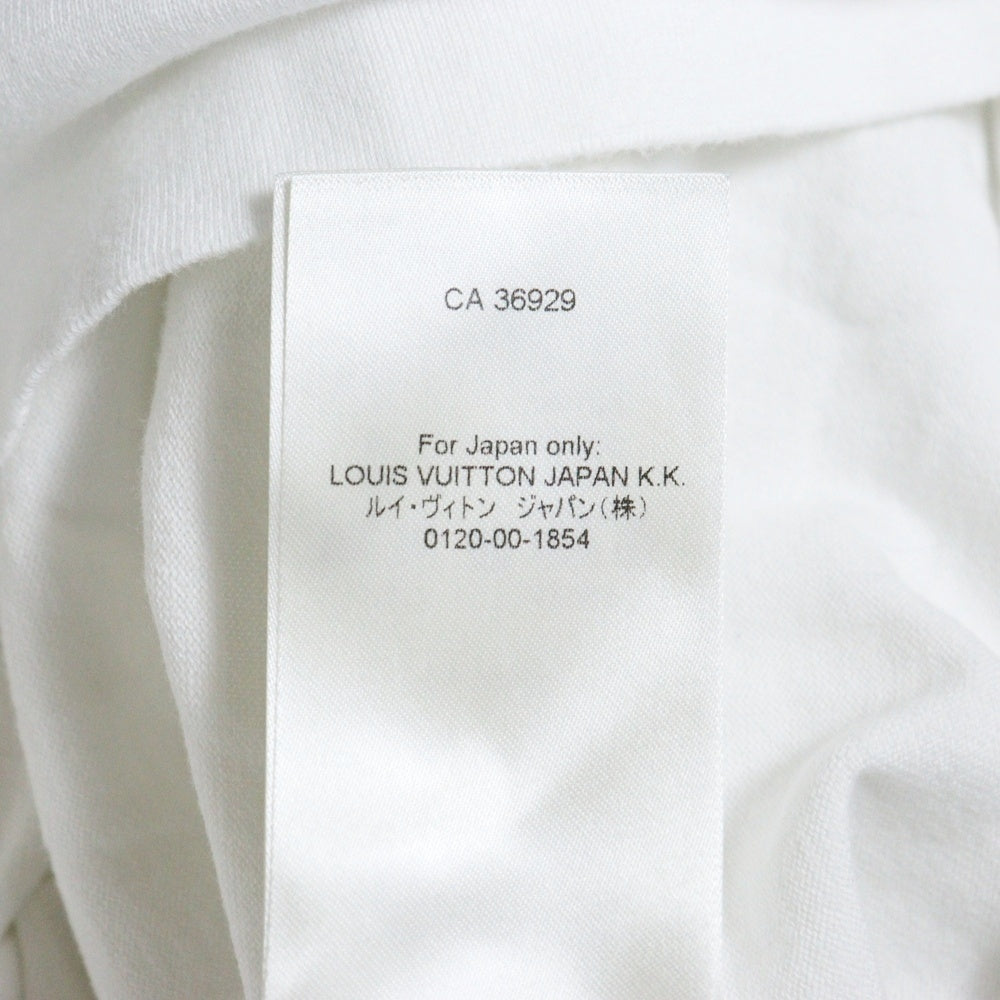 CA 36929
For Japan only:
LOUIS VUITTON JAPAN K.K.
ルイ・ヴィトン　ジャパン(株)
0120-00-1854